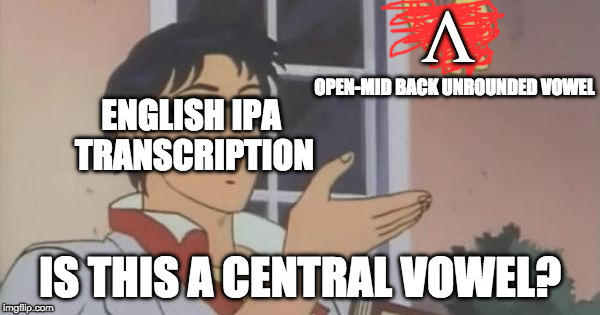 Λ
OPEN-MID BACK UNROUNDED VOWEL
ENGLISH IPA
TRANSCRIPTION
IS THIS A CENTRAL VOWEL?
imgflip.com